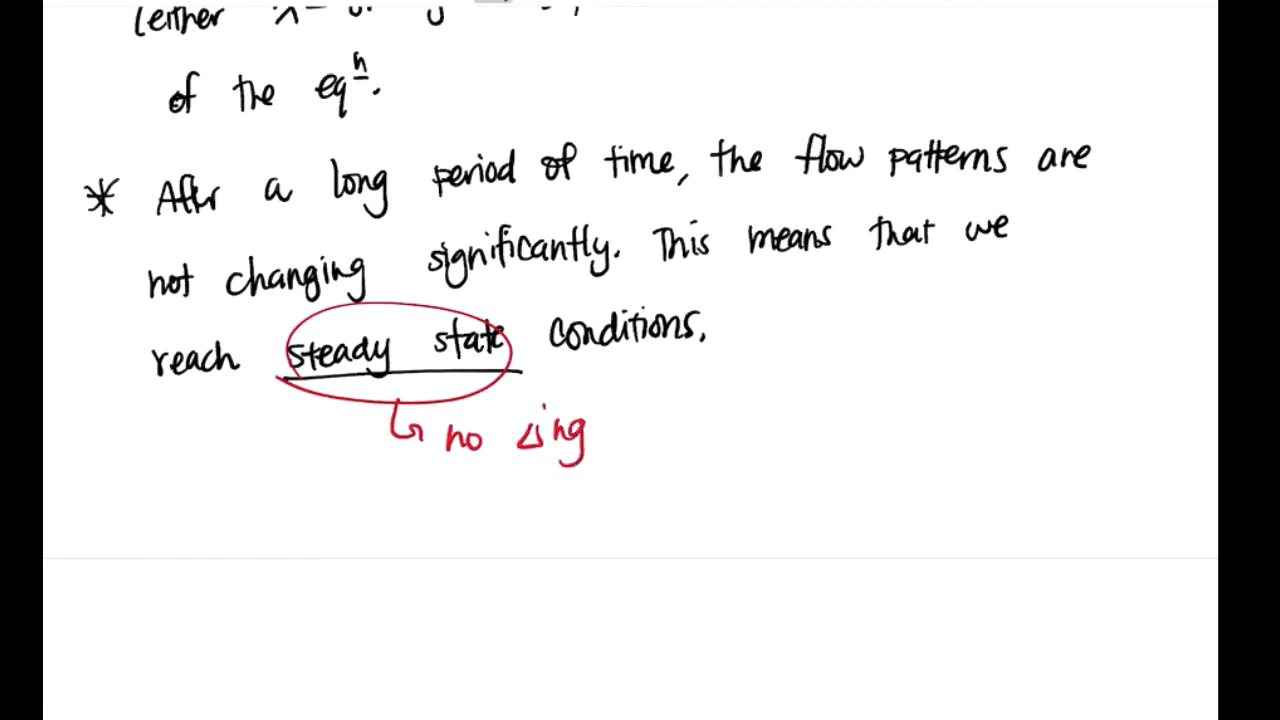 (either
of the eqⁿ.
* After a long period of time, the flow patterns are
not changing significantly. This means that we
reach steady state conditions.
↳ no Δing